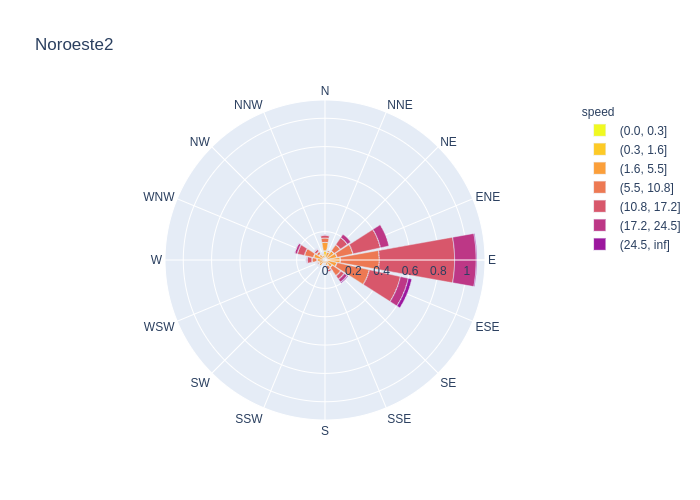 Noroeste2
N
NNW
NNE
NW
NE
WNW
ENE
W
E
0
0.2
0.4
0.6
0.8
1
WSW
ESE
SW
SE
SSW
SSE
S
speed
(0.0, 0.3]
(0.3, 1.6]
(1.6, 5.5]
(5.5, 10.8]
(10.8, 17.2]
(17.2, 24.5]
(24.5, inf]